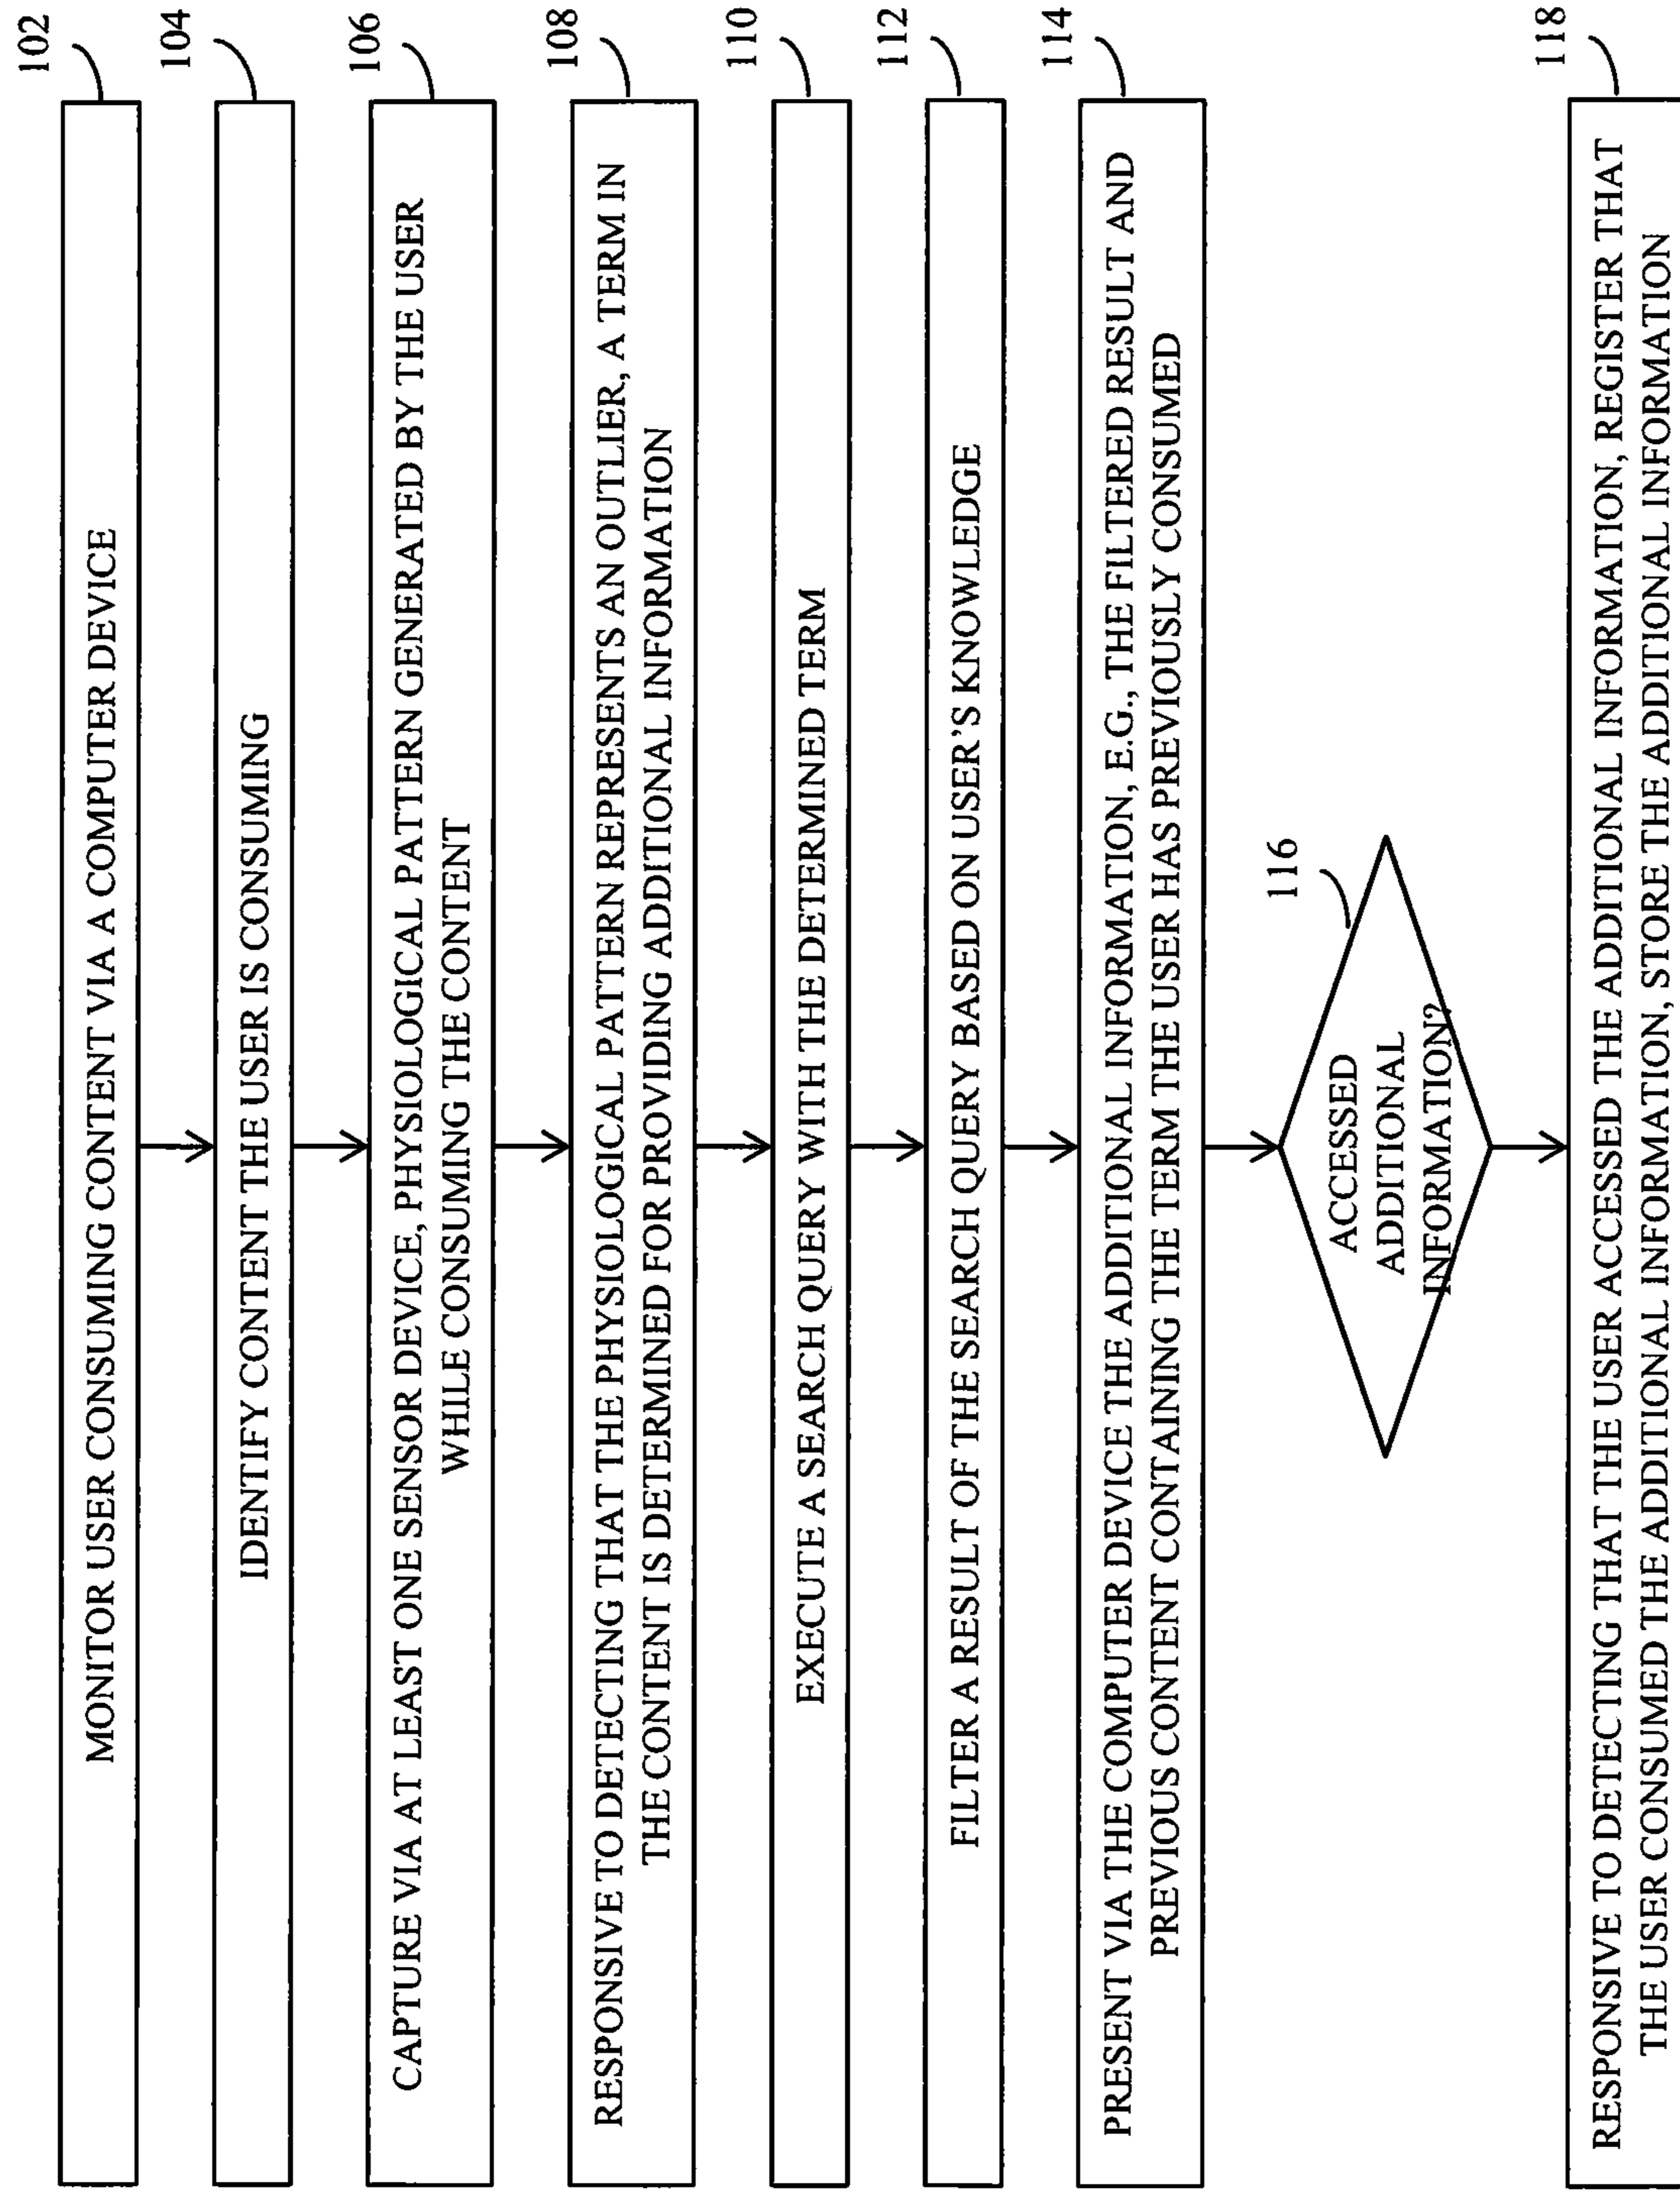 102
MONITOR USER CONSUMING CONTENT VIA A COMPUTER DEVICE
104
IDENTIFY CONTENT THE USER IS CONSUMING
106
CAPTURE VIA AT LEAST ONE SENSOR DEVICE, PHYSIOLOGICAL PATTERN GENERATED BY THE USER
WHILE CONSUMING THE CONTENT
108
RESPONSIVE TO DETECTING THAT THE PHYSIOLOGICAL PATTERN REPRESENTS AN OUTLIER, A TERM IN
THE CONTENT IS DETERMINED FOR PROVIDING ADDITIONAL INFORMATION
110
EXECUTE A SEARCH QUERY WITH THE DETERMINED TERM
112
FILTER A RESULT OF THE SEARCH QUERY BASED ON USER'S KNOWLEDGE
114
PRESENT VIA THE COMPUTER DEVICE THE ADDITIONAL INFORMATION, E.G., THE FILTERED RESULT AND
PREVIOUS CONTENT CONTAINING THE TERM THE USER HAS PREVIOUSLY CONSUMED
116
ACCESSED
ADDITIONAL
INFORMATION?
118
RESPONSIVE TO DETECTING THAT THE USER ACCESSED THE ADDITIONAL INFORMATION, REGISTER THAT
THE USER CONSUMED THE ADDITIONAL INFORMATION, STORE THE ADDITIONAL INFORMATION